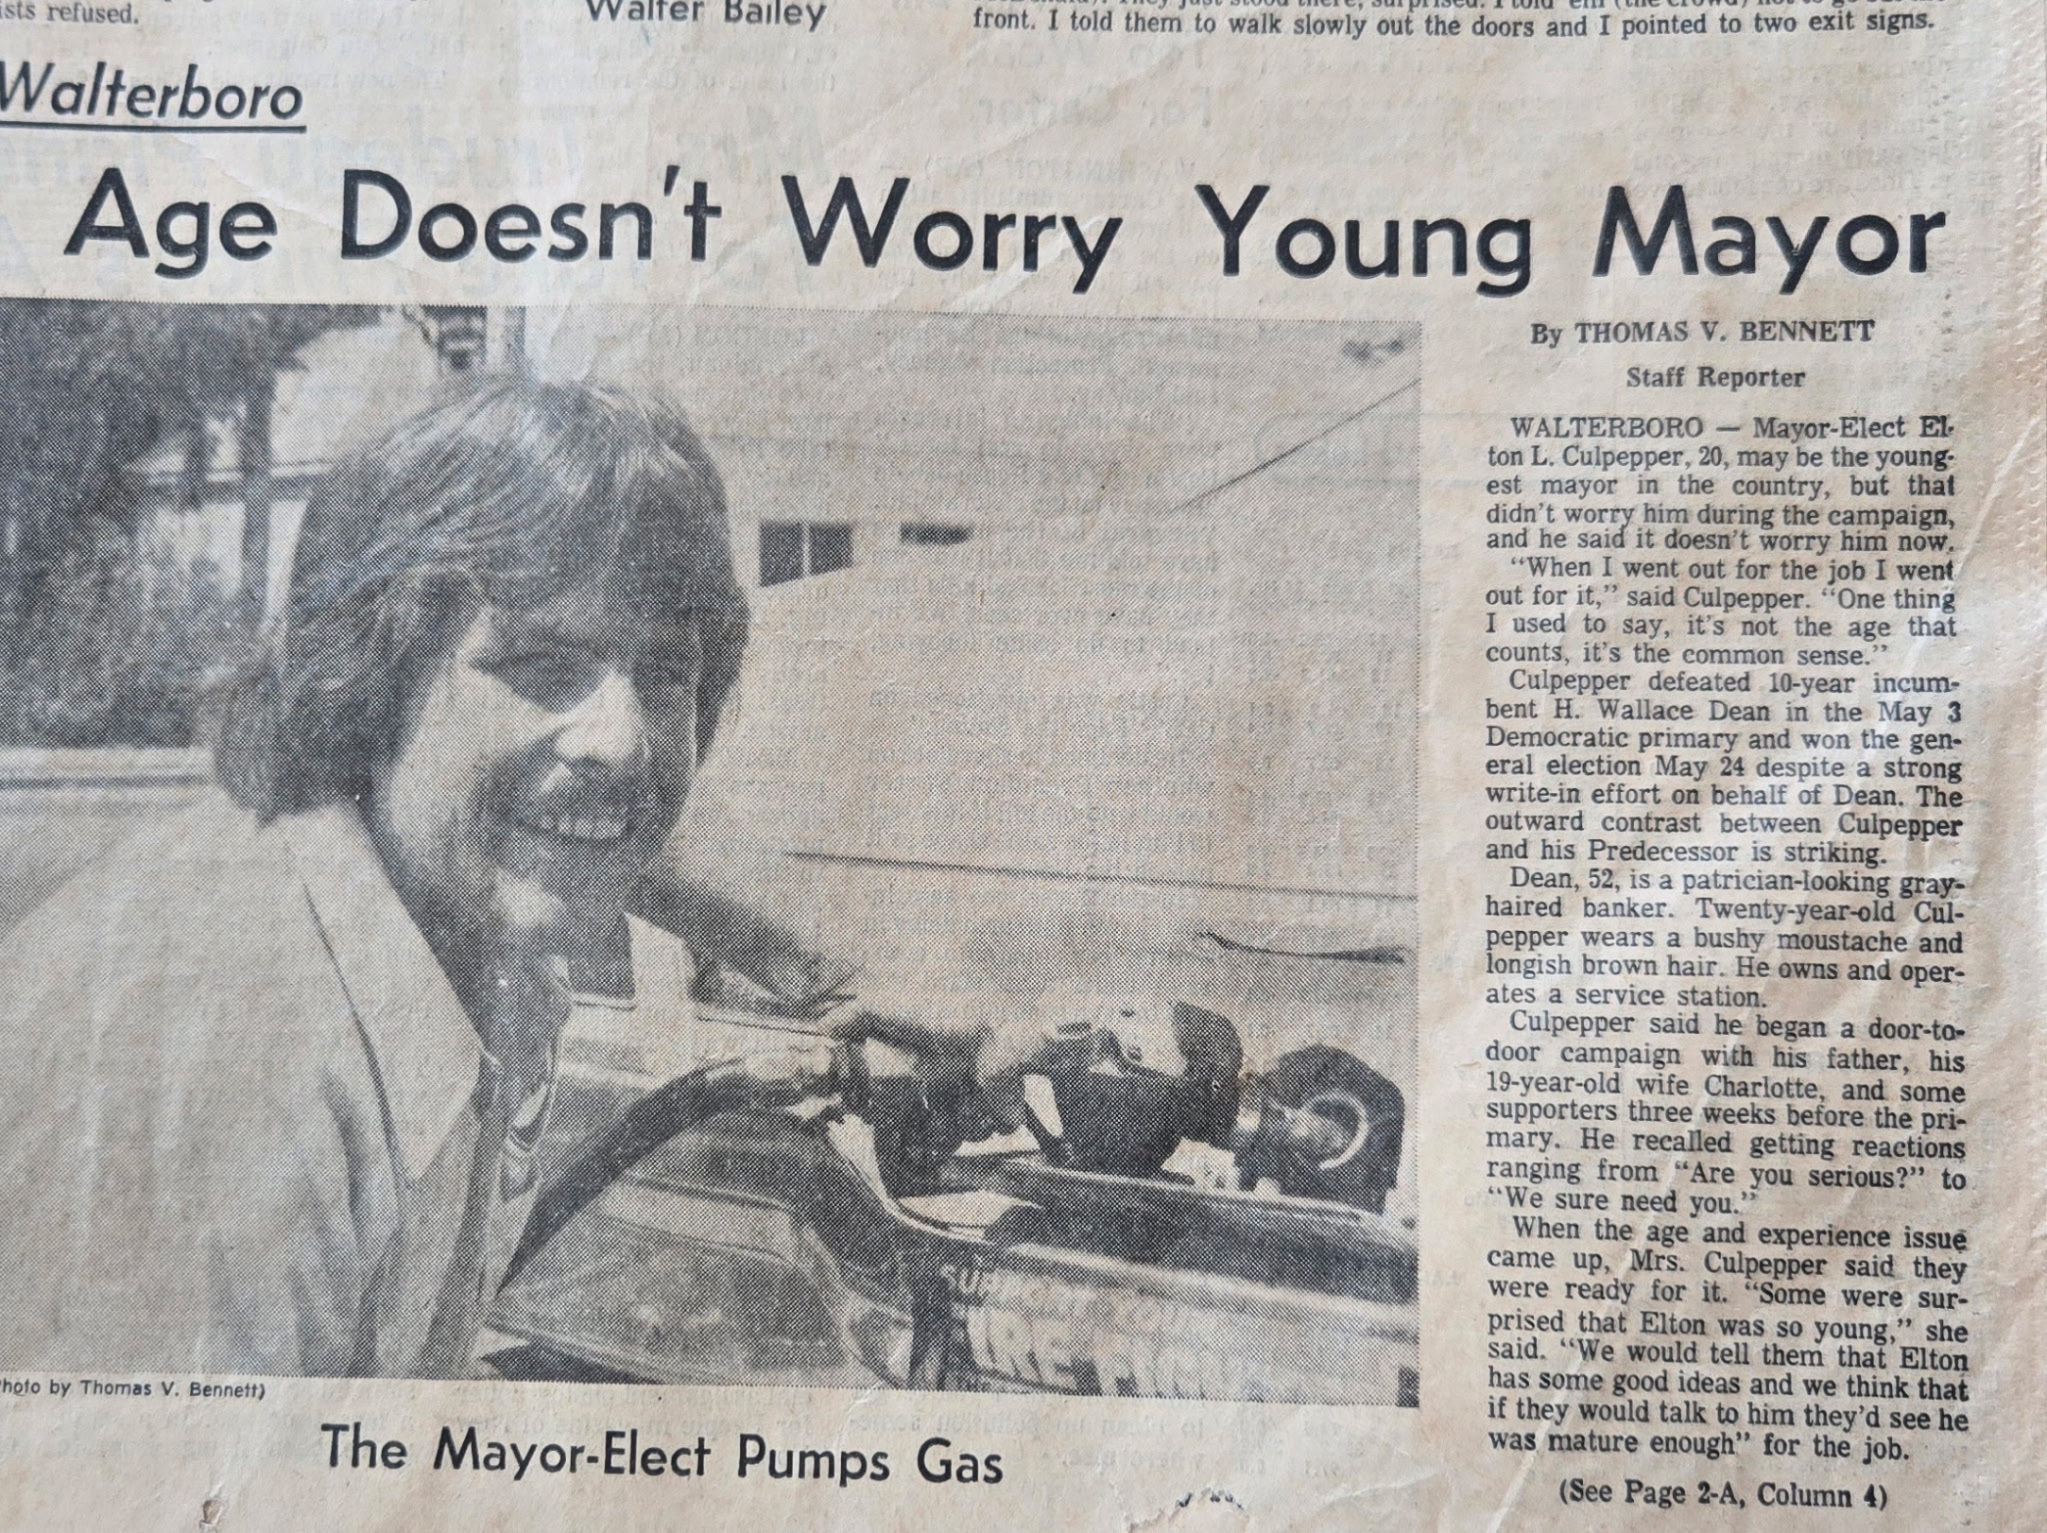 ists refused.
Walter Bailey
front. I told them to walk slowly out the doors and I pointed to two exit signs.
Walterboro
Age Doesn't Worry Young Mayor
By THOMAS V. BENNETT
Staff Reporter
WALTERBORO — Mayor-Elect El-
ton L. Culpepper, 20, may be the young-
est mayor in the country, but that
didn't worry him during the campaign,
and he said it doesn't worry him now.
"When I went out for the job I went
out for it," said Culpepper. "One thing
I used to say, it's not the age that
counts, it's the common sense."
Culpepper defeated 10-year incum-
bent H. Wallace Dean in the May 3
Democratic primary and won the gen-
eral election May 24 despite a strong
write-in effort on behalf of Dean. The
outward contrast between Culpepper
and his Predecessor is striking.
Dean, 52, is a patrician-looking gray-
haired banker. Twenty-year-old Cul-
pepper wears a bushy moustache and
longish brown hair. He owns and oper-
ates a service station.
Culpepper said he began a door-to-
door campaign with his father, his
19-year-old wife Charlotte, and some
supporters three weeks before the pri-
mary. He recalled getting reactions
ranging from "Are you serious?" to
"We sure need you."
When the age and experience issue
came up, Mrs. Culpepper said they
were ready for it. "Some were sur-
prised that Elton was so young," she
said. "We would tell them that Elton
has some good ideas and we think that
if they would talk to him they'd see he
was mature enough" for the job.
(See Page 2-A, Column 4)
Photo by Thomas V. Bennett)
The Mayor-Elect Pumps Gas